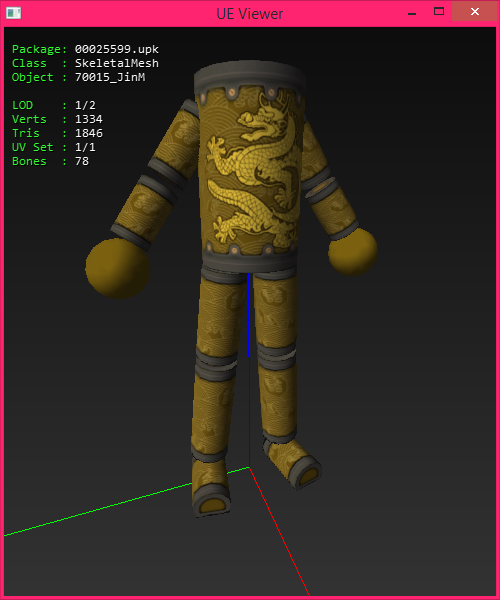 UE Viewer
Package: 00025599.upk
Class : SkeletalMesh
Object : 70015_JinM
LOD : 1/2
Verts : 1334
Tris : 1846
UV Set : 1/1
Bones : 78